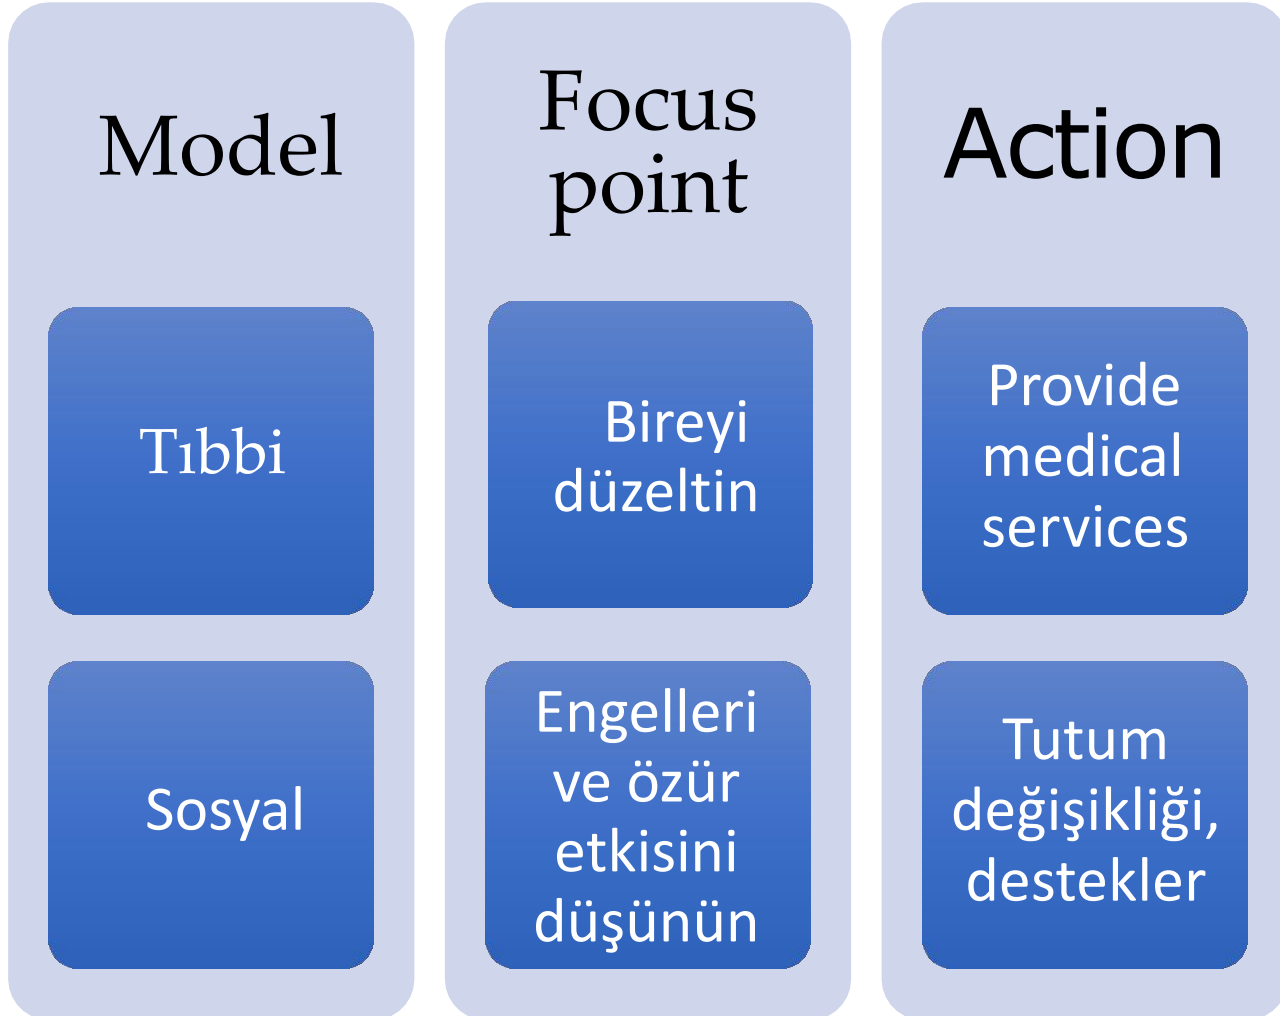 Model
Focus
point
Action
Tıbbi
Bireyi
düzeltin
Provide
medical
services
Sosyal
Engelleri
ve özür
etkisini
düşünün
Tutum
değişikliği,
destekler